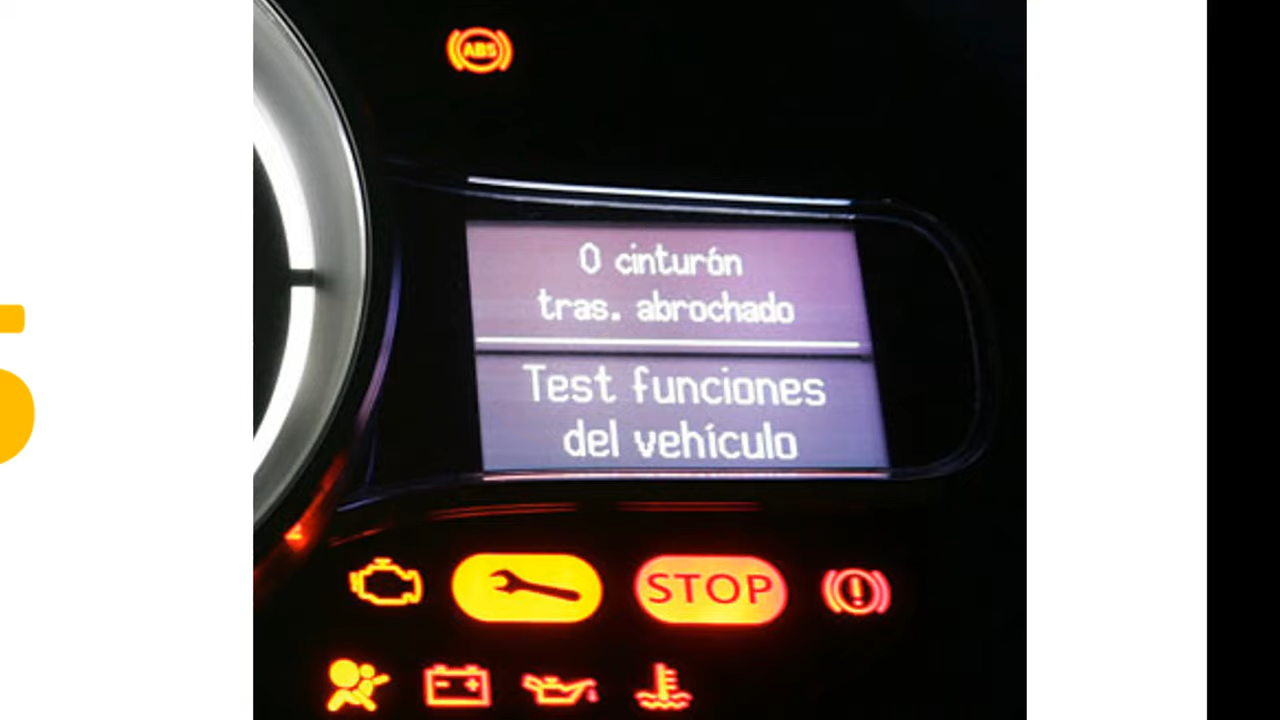 ABS
0 cinturón
tras. abrochado
Test funciones
del vehículo
STOP